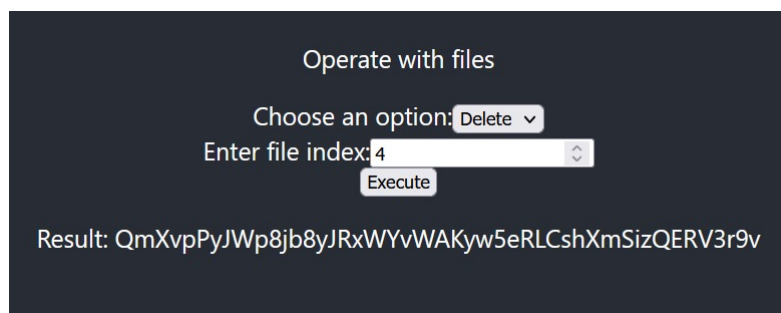 Operate with files
Choose an option: Delete
Enter file index: 4
Execute
Result: QmXvpPyJWp8jb8yJRxWYvWAKyw5eRLCshXmSizQERV3r9v